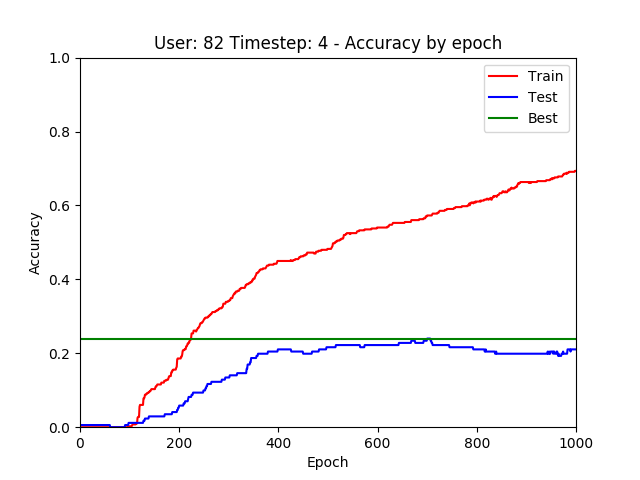 User: 82 Timestep: 4 - Accuracy by epoch
1.0
Train
Test
Best
0.8
0.6
Accuracy
0.4
0.2
0.0
0 200 400 600 800 1000
Epoch